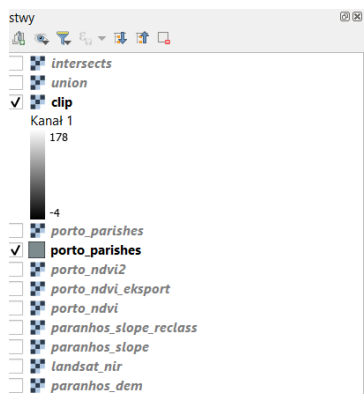 stwy
intersects
union
clip
Kanał 1
178
-4
porto_parishes
porto_parishes
porto_ndvi2
porto_ndvi_eksport
porto_ndvi
paranhos_slope_reclass
paranhos_slope
landsat_nir
paranhos_dem